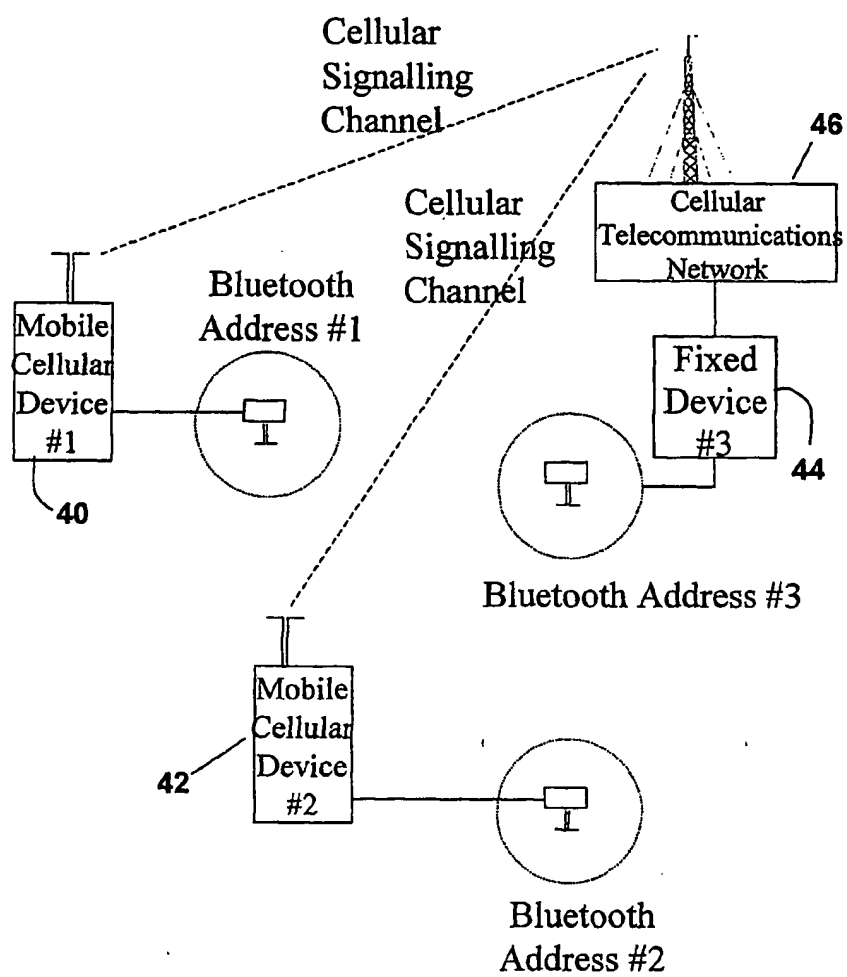 Cellular
Signalling
Channel
46
Cellular
Telecommunications
Network
Cellular
Signalling
Channel
Bluetooth
Address #1
Mobile
Cellular
Device
#1
40
Fixed
Device
#3
44
Bluetooth Address #3
Mobile
Cellular
Device
#2
42
Bluetooth
Address #2